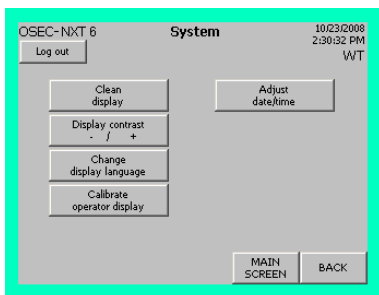 OSEC-NXT 6
System
10/23/2008
2:30:32 PM
Log out
WT
Clean
display
Adjust
date/time
Display contrast
- / +
Change
display language
Calibrate
operator display
MAIN
SCREEN
BACK